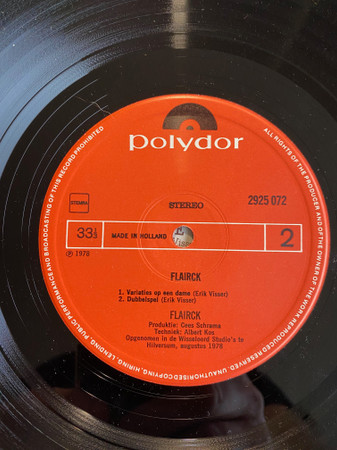 polydor
STEREO
2925 072
STEMRA
33⅓
MADE IN HOLLAND
2
℗ 1978
FLAIRCK
1. Variaties op een dame (Erik Visser)
2. Dubbelspel (Erik Visser)
FLAIRCK
Produktie: Cees Schrama
Techniek: Albert Kos
Opgenomen in de Wisseloord Studio's te
Hilversum, augustus 1978
ALL RIGHTS OF THE PRODUCER AND OF THE OWNER OF THE WORK REPRODUCED RESERVED. UNAUTHORISED COPYING, HIRING, LENDING, PUBLIC PERFORMANCE AND BROADCASTING OF THIS RECORD PROHIBITED